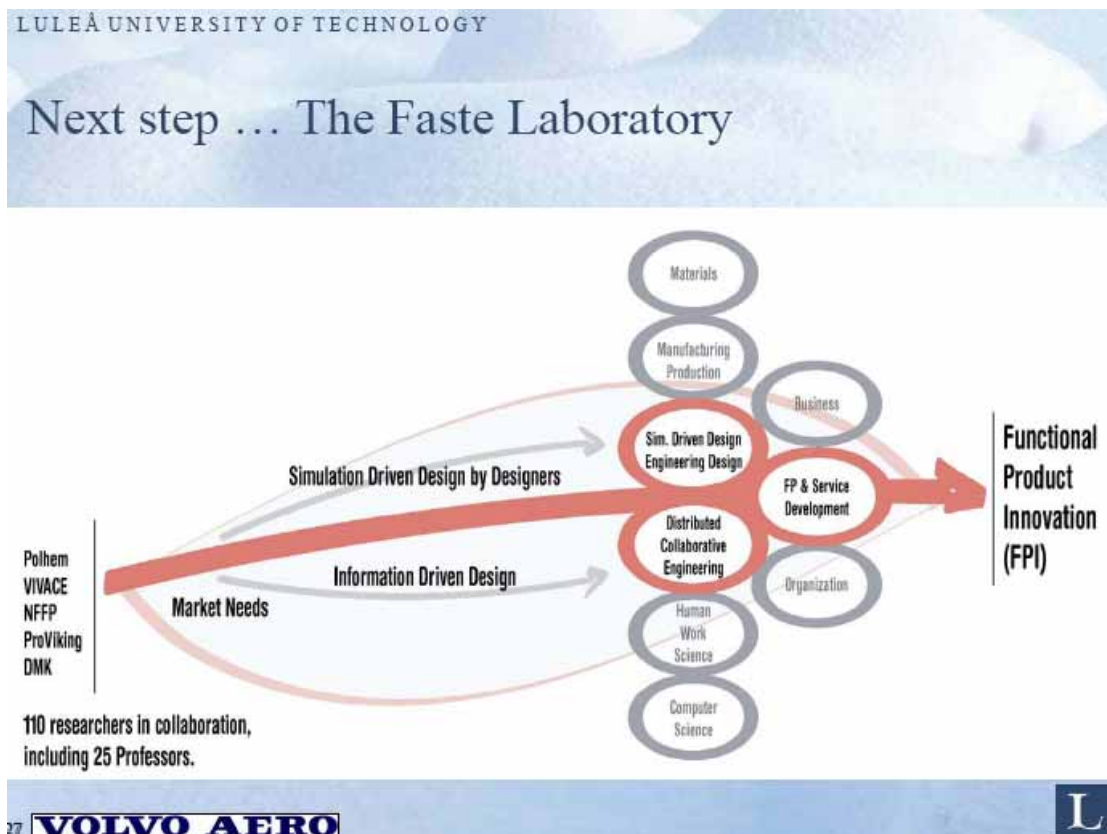 LULEÅ UNIVERSITY OF TECHNOLOGY
Next step … The Faste Laboratory
Materials
Manufacturing
Production
Business
Sim. Driven Design
Engineering Design
Simulation Driven Design by Designers
FP & Service
Development
Functional
Product
Innovation
(FPI)
Distributed
Collaborative
Engineering
Polhem
VIVACE
NFFP
ProViking
DMK
Information Driven Design
Market Needs
Organization
Human
Work
Science
Computer
Science
110 researchers in collaboration,
including 25 Professors.
27
VOLVO AERO
L